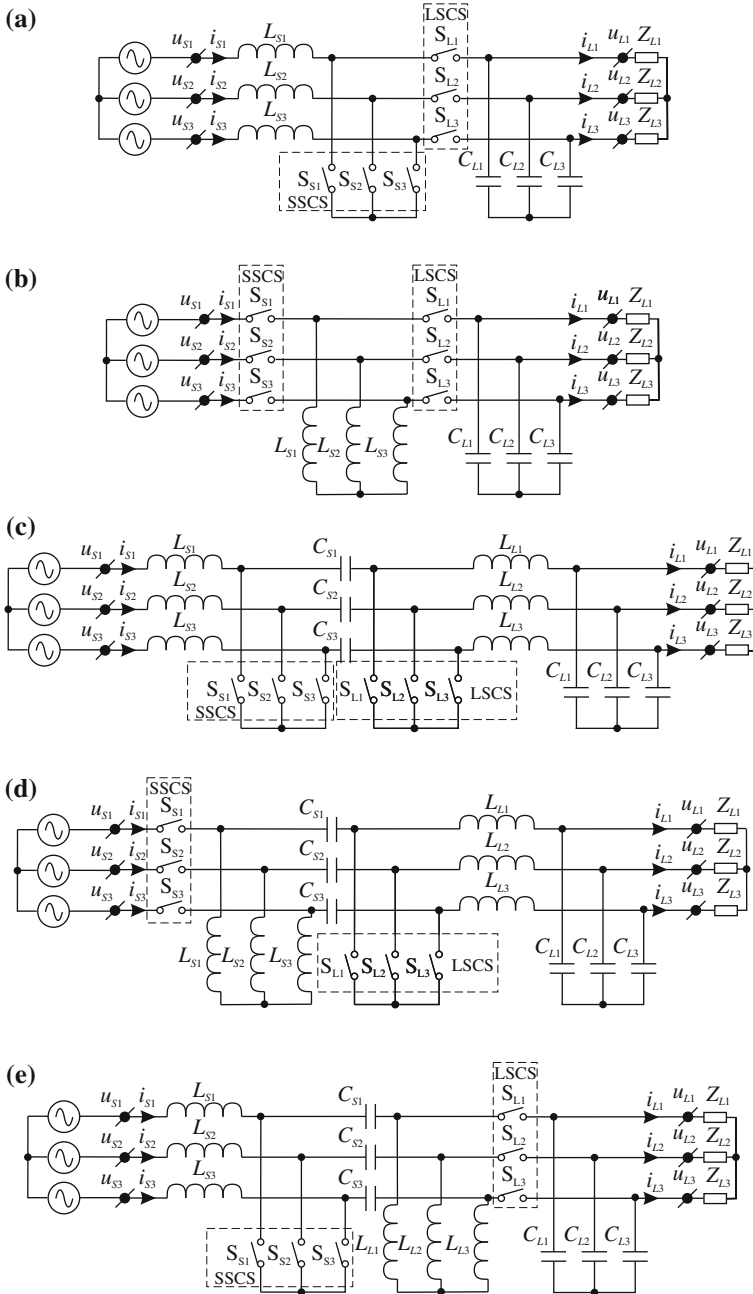 (a)
LSCS
u_S1 i_S1 L_S1 S_L1 i_L1 u_L1 Z_L1
u_S2 i_S2 L_S2 S_L2 i_L2 u_L2 Z_L2
u_S3 i_S3 L_S3 S_L3 i_L3 u_L3 Z_L3
S_S1 S_S2 S_S3 C_L1 C_L2 C_L3
SSCS
(b)
SSCS LSCS
u_S1 i_S1 S_S1 S_L1 i_L1 u_L1 Z_L1
u_S2 i_S2 S_S2 S_L2 i_L2 u_L2 Z_L2
u_S3 i_S3 S_S3 S_L3 i_L3 u_L3 Z_L3
L_S1 L_S2 L_S3 C_L1 C_L2 C_L3
(c)
u_S1 i_S1 L_S1 C_S1 L_L1 i_L1 u_L1 Z_L1
u_S2 i_S2 L_S2 C_S2 L_L2 i_L2 u_L2 Z_L2
u_S3 i_S3 L_S3 C_S3 L_L3 i_L3 u_L3 Z_L3
S_S1 S_S2 S_S3 S_L1 S_L2 S_L3 LSCS C_L1 C_L2 C_L3
SSCS
(d)
SSCS
u_S1 i_S1 S_S1 C_S1 L_L1 i_L1 u_L1 Z_L1
u_S2 i_S2 S_S2 C_S2 L_L2 i_L2 u_L2 Z_L2
u_S3 i_S3 S_S3 C_S3 L_L3 i_L3 u_L3 Z_L3
L_S1 L_S2 L_S3 S_L1 S_L2 S_L3 LSCS C_L1 C_L2 C_L3
(e)
LSCS
u_S1 i_S1 L_S1 C_S1 S_L1 i_L1 u_L1 Z_L1
u_S2 i_S2 L_S2 C_S2 S_L2 i_L2 u_L2 Z_L2
u_S3 i_S3 L_S3 C_S3 S_L3 i_L3 u_L3 Z_L3
S_S1 S_S2 S_S3 L_L1 L_L2 L_L3 C_L1 C_L2 C_L3
SSCS